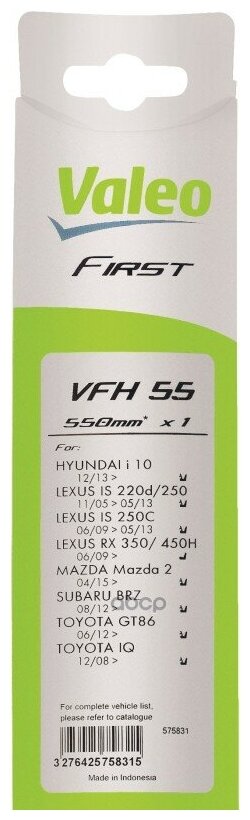 Valeo
FIRST
VFH 55
550mm* x 1
For:
HYUNDAI i 10
12/13 >
LEXUS IS 220d/250
11/05 > 05/13
LEXUS IS 250C
06/09 > 05/13
LEXUS RX 350/ 450H
06/09 >
MAZDA Mazda 2
04/15 >
SUBARU BRZ
08/12 >
abcp
TOYOTA GT86
06/12 >
TOYOTA IQ
12/08 >
For complete vehicle list,
please refer to catalogue
575831
3 276425758315
Made in Indonesia